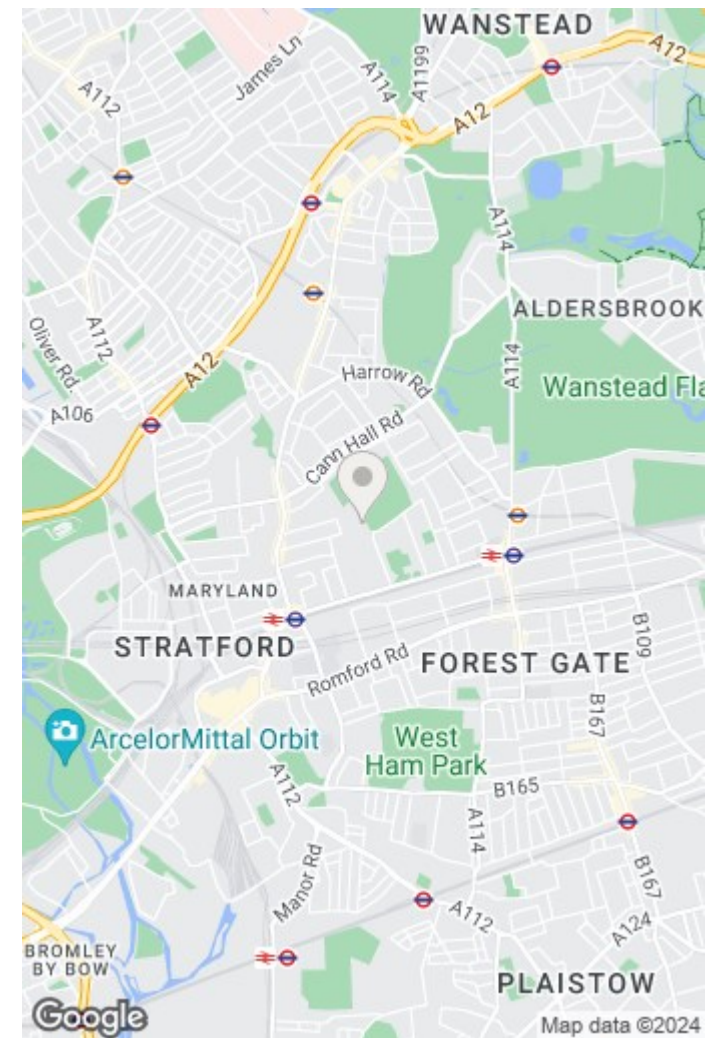 WANSTEAD
A12
A1199
A114
James Ln
A112
A12
A114
ALDERSBROOK
Oliver Rd.
A112
A12
A114
Harrow Rd
Wanstead Fla
A106
Cann Hall Rd
MARYLAND
B109
STRATFORD
FOREST GATE
Romford Rd
B167
ArcelorMittal Orbit
West
Ham Park
A112
B165
A114
Manor Rd
B167
A112
A124
BROMLEY
BY BOW
PLAISTOW
Google
Map data ©2024